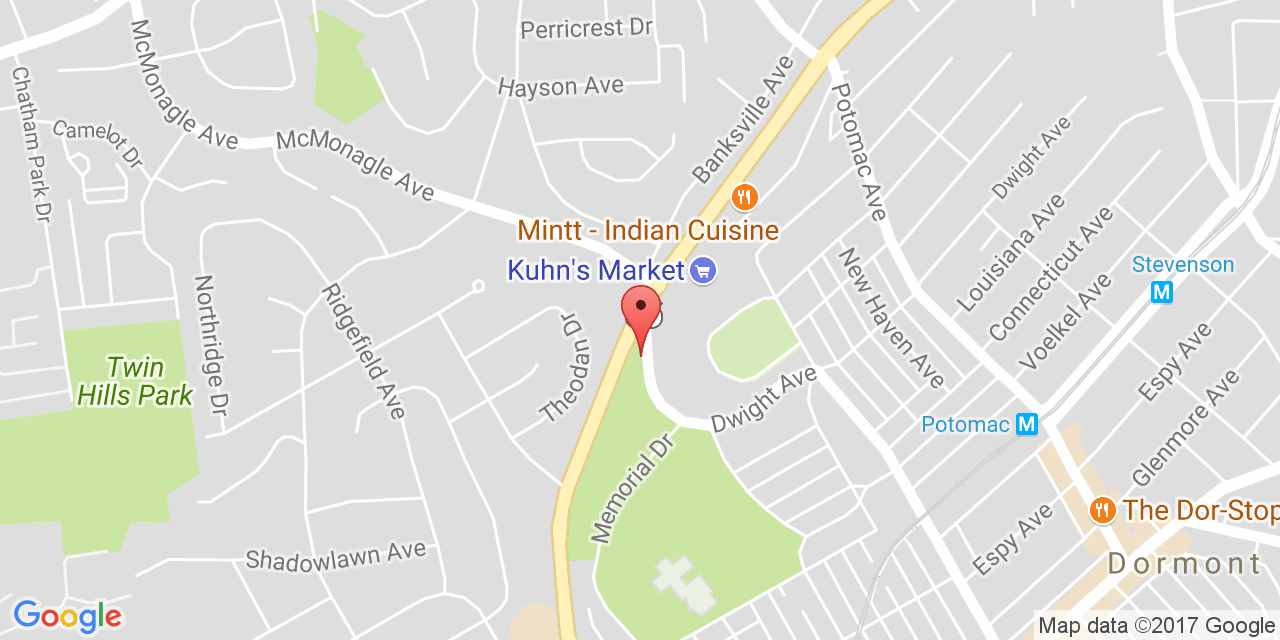 Perricrest Dr
McMonagle Ave
Hayson Ave
Banksville Ave
Chatham Park Dr
Camelot Dr
McMonagle Ave
Potomac Ave
Dwight Ave
Mintt - Indian Cuisine
Kuhn's Market
Louisiana Ave
Connecticut Ave
Stevenson
M
New Haven Ave
Voelkel Ave
Northridge Dr
Ridgefield Ave
Theodan Dr
Twin
Hills Park
Espy Ave
Dwight Ave
Glenmore Ave
Potomac
M
Memorial Dr
The Dor-Stop
Espy Ave
Shadowlawn Ave
Dormont
Google
Map data ©2017 Google